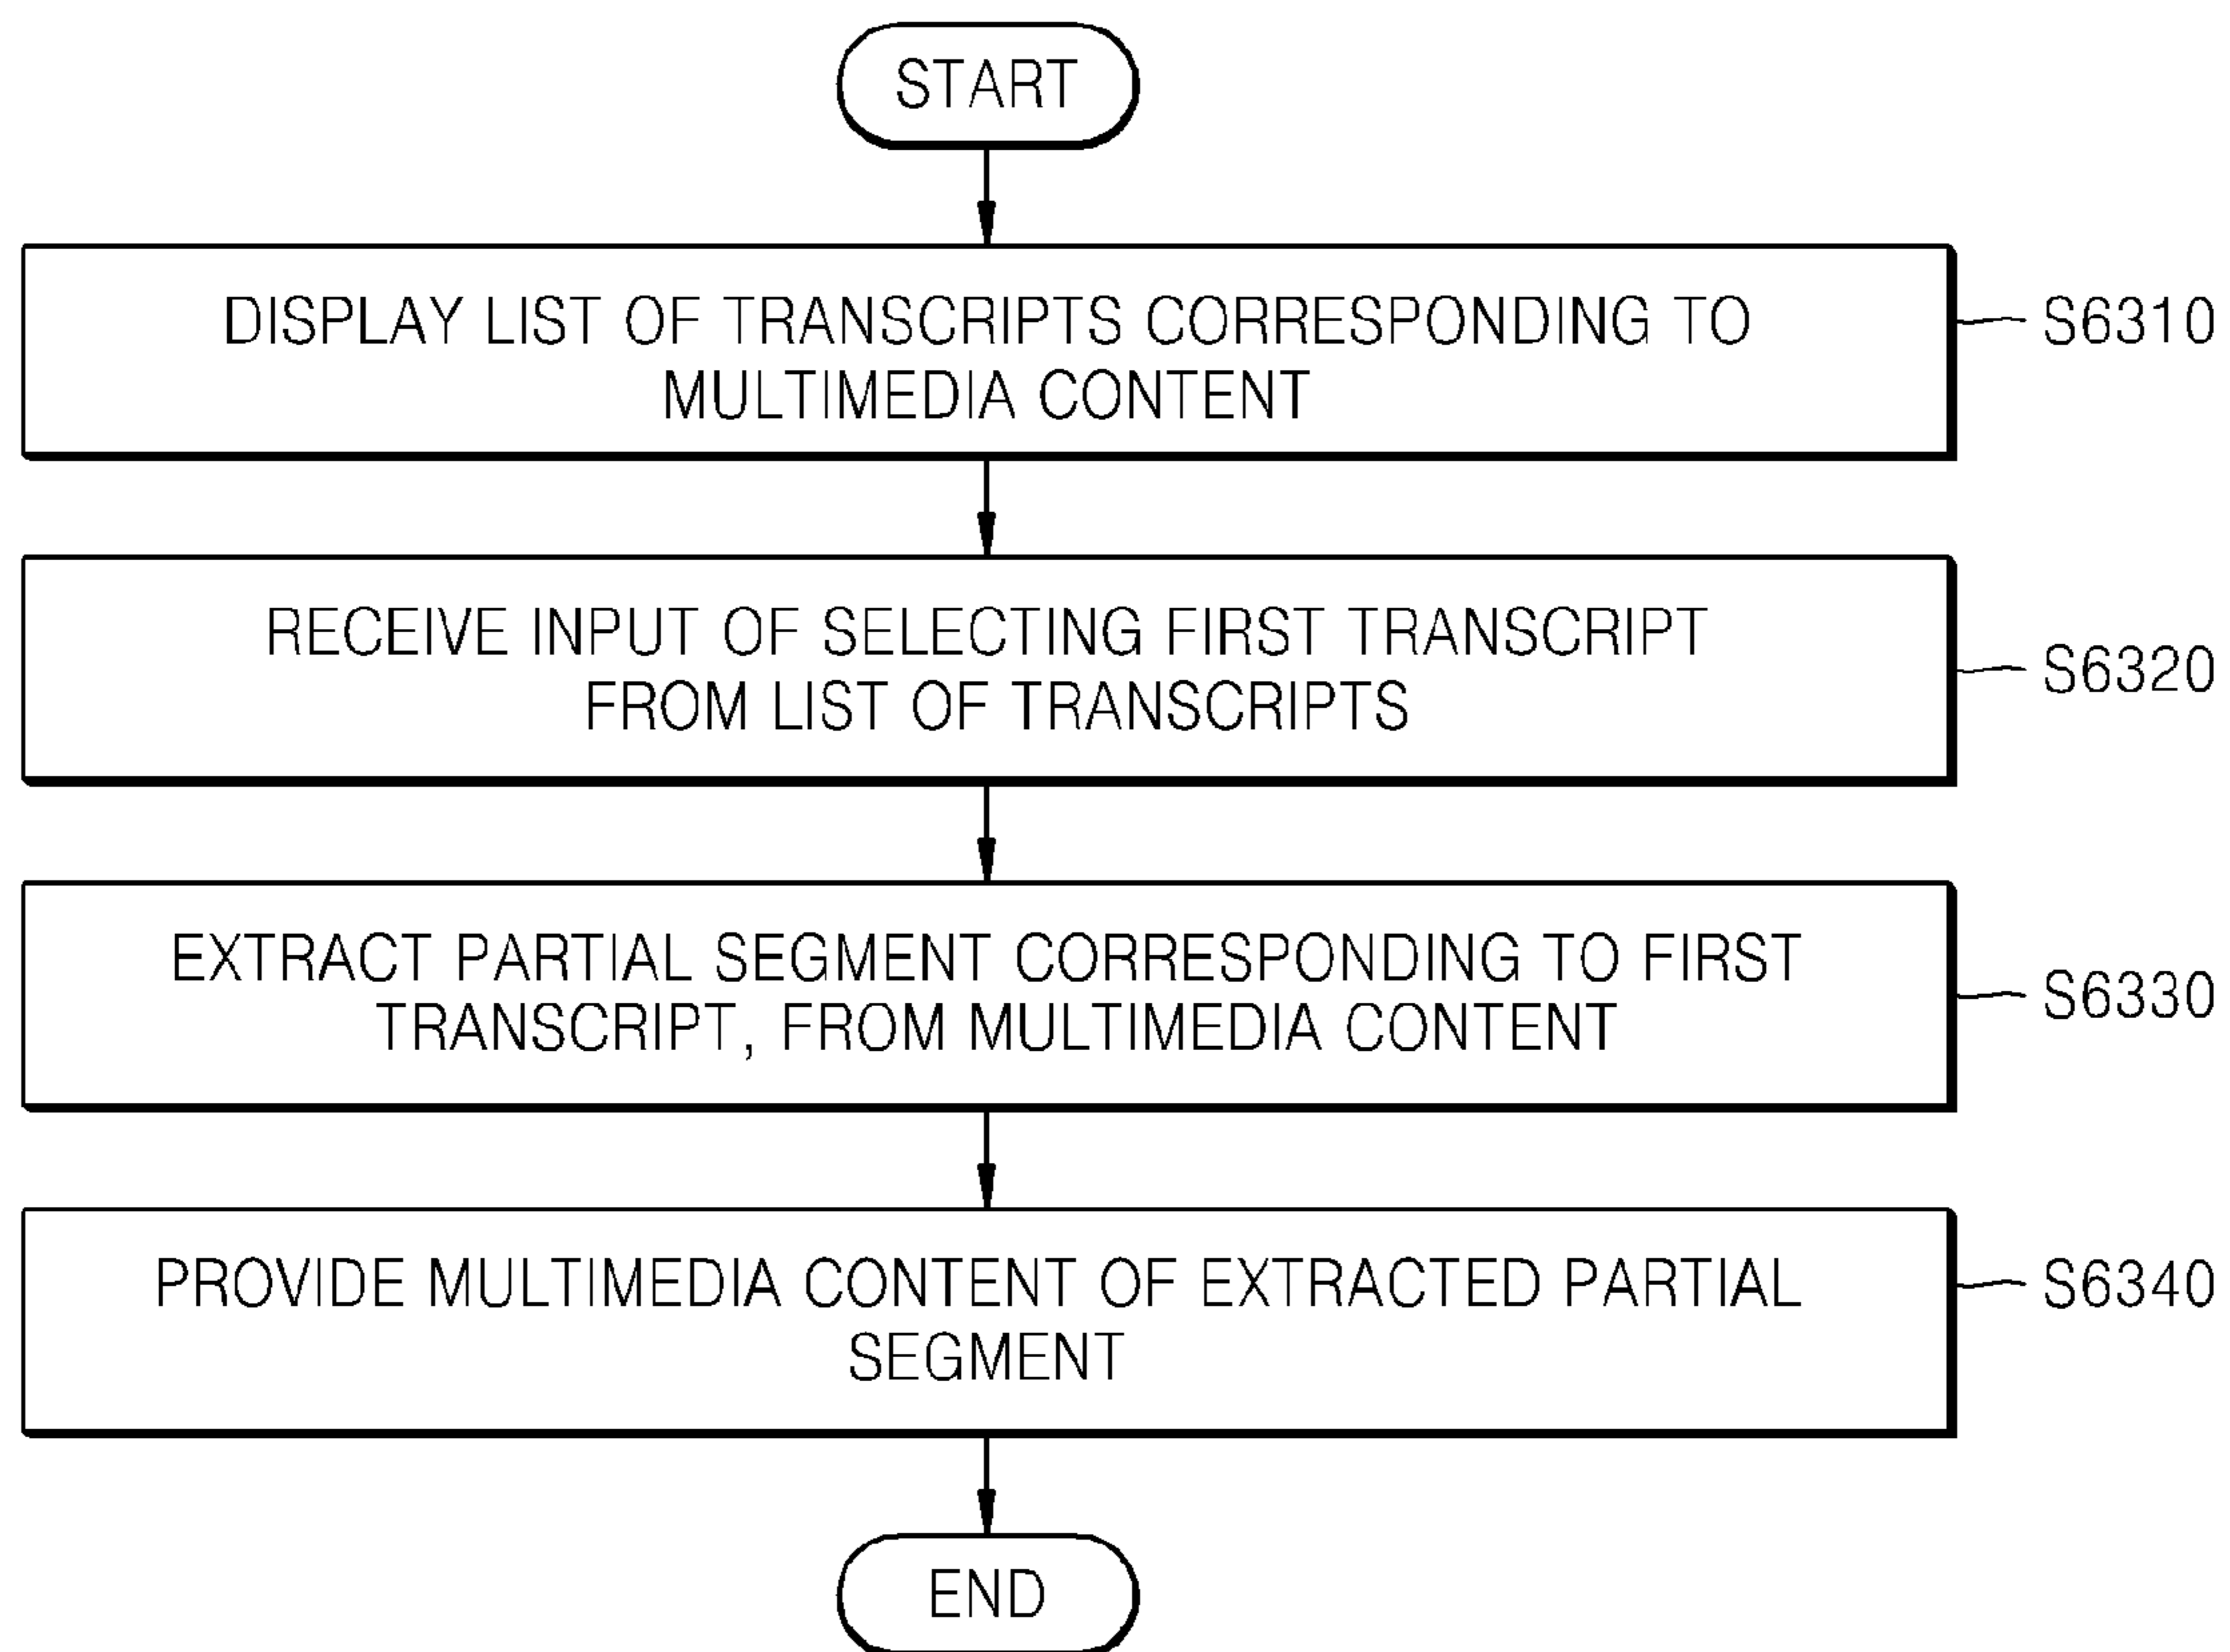 START
DISPLAY LIST OF TRANSCRIPTS CORRESPONDING TO
MULTIMEDIA CONTENT
S6310
RECEIVE INPUT OF SELECTING FIRST TRANSCRIPT
FROM LIST OF TRANSCRIPTS
S6320
EXTRACT PARTIAL SEGMENT CORRESPONDING TO FIRST
TRANSCRIPT, FROM MULTIMEDIA CONTENT
S6330
PROVIDE MULTIMEDIA CONTENT OF EXTRACTED PARTIAL
SEGMENT
S6340
END